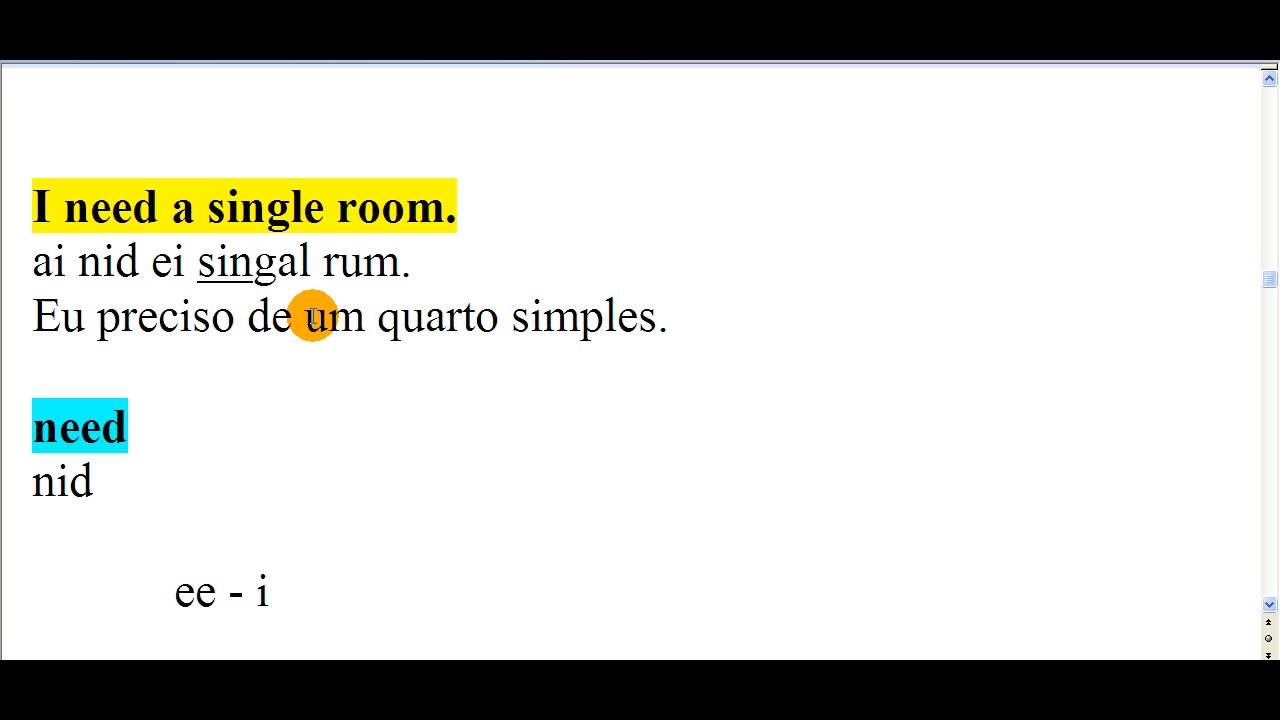 I need a single room.
ai nid ei singal rum.
Eu preciso de um quarto simples.
need
nid
ee - i